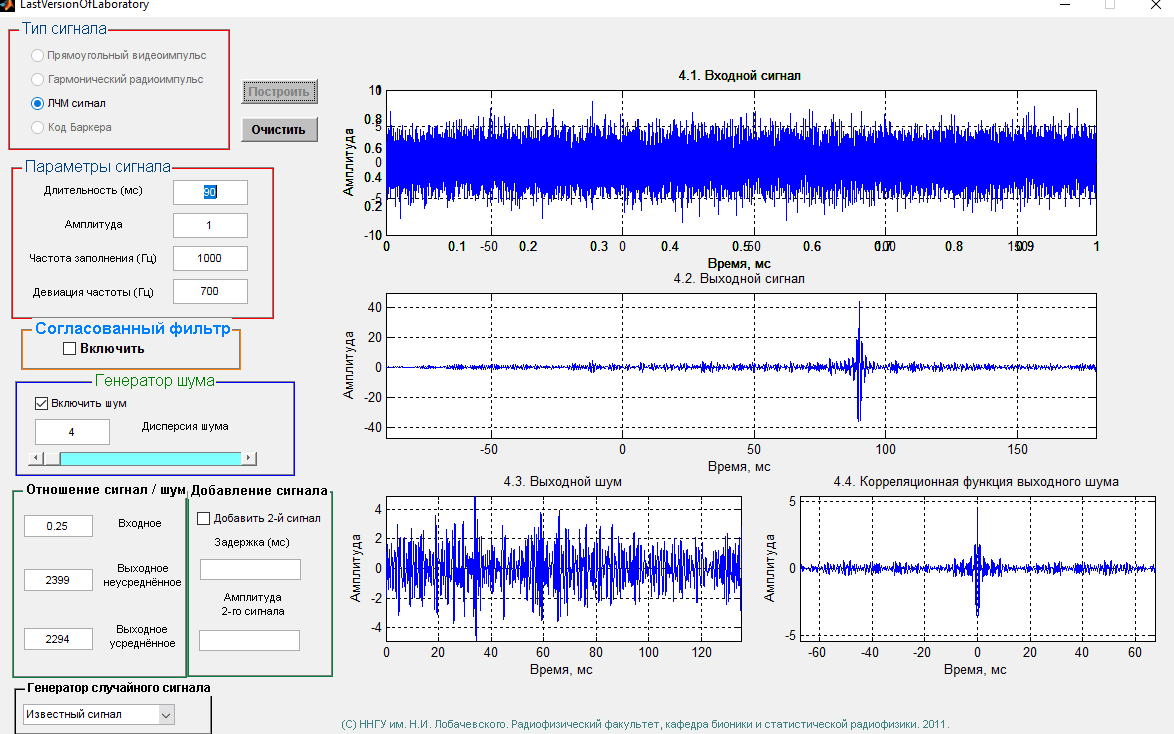 LastVersionOfLaboratory
Тип сигнала
Прямоугольный видеоимпульс
Гармонический радиоимпульс
ЛЧМ сигнал
Код Баркера
Построить
Очистить
Параметры сигнала
Длительность (мс)
90
Амплитуда
1
Частота заполнения (Гц)
1000
Девиация частоты (Гц)
700
Согласованный фильтр
Включить
Генератор шума
Включить шум
4
Дисперсия шума
Отношение сигнал / шум
0.25
Входное
2399
Выходное
неусреднённое
2294
Выходное
усреднённое
Добавление сигнала
Добавить 2-й сигнал
Задержка (мс)
Амплитуда
2-го сигнала
Генератор случайного сигнала
Известный сигнал
4.1. Входной сигнал
Амплитуда
0.8
0.6
0
0.4
0.2
-10
0 0.1 -50 0.2 0.3 0 0.4 0.5 50 0.6 0.7 0.8 0.9 1
Время, мс
4.2. Выходной сигнал
Амплитуда
40
20
0
-20
-40
-50 0 50 100 150
Время, мс
4.3. Выходной шум
Амплитуда
4
2
0
-2
-4
0 20 40 60 80 100 120
Время, мс
4.4. Корреляционная функция выходного шума
Амплитуда
5
0
-5
-60 -40 -20 0 20 40 60
Время, мс
(C) ННГУ им. Н.И. Лобачевского. Радиофизический факультет, кафедра бионики и статистической радиофизики. 2011.